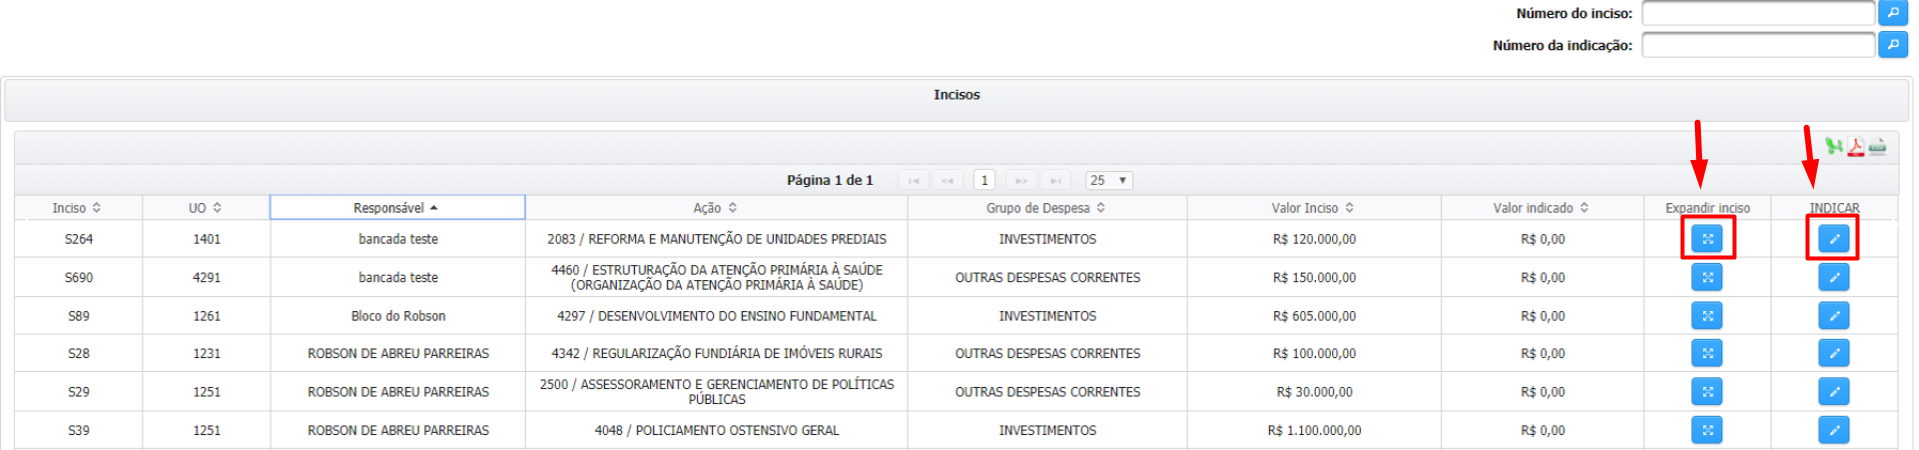 Número do inciso:
Número da indicação:
Incisos
Página 1 de 1 1 25
Inciso UO Responsável Ação Grupo de Despesa Valor Inciso Valor indicado Expandir inciso INDICAR
S264 1401 bancada teste 2083 / REFORMA E MANUTENÇÃO DE UNIDADES PREDIAIS INVESTIMENTOS R$ 120.000,00 R$ 0,00
S690 4291 bancada teste 4460 / ESTRUTURAÇÃO DA ATENÇÃO PRIMÁRIA À SAÚDE
(ORGANIZAÇÃO DA ATENÇÃO PRIMÁRIA À SAÚDE) OUTRAS DESPESAS CORRENTES R$ 150.000,00 R$ 0,00
S89 1261 Bloco do Robson 4297 / DESENVOLVIMENTO DO ENSINO FUNDAMENTAL INVESTIMENTOS R$ 605.000,00 R$ 0,00
S28 1231 ROBSON DE ABREU PARREIRAS 4342 / REGULARIZAÇÃO FUNDIÁRIA DE IMÓVEIS RURAIS OUTRAS DESPESAS CORRENTES R$ 100.000,00 R$ 0,00
S29 1251 ROBSON DE ABREU PARREIRAS 2500 / ASSESSORAMENTO E GERENCIAMENTO DE POLÍTICAS
PÚBLICAS OUTRAS DESPESAS CORRENTES R$ 30.000,00 R$ 0,00
S39 1251 ROBSON DE ABREU PARREIRAS 4048 / POLICIAMENTO OSTENSIVO GERAL INVESTIMENTOS R$ 1.100.000,00 R$ 0,00